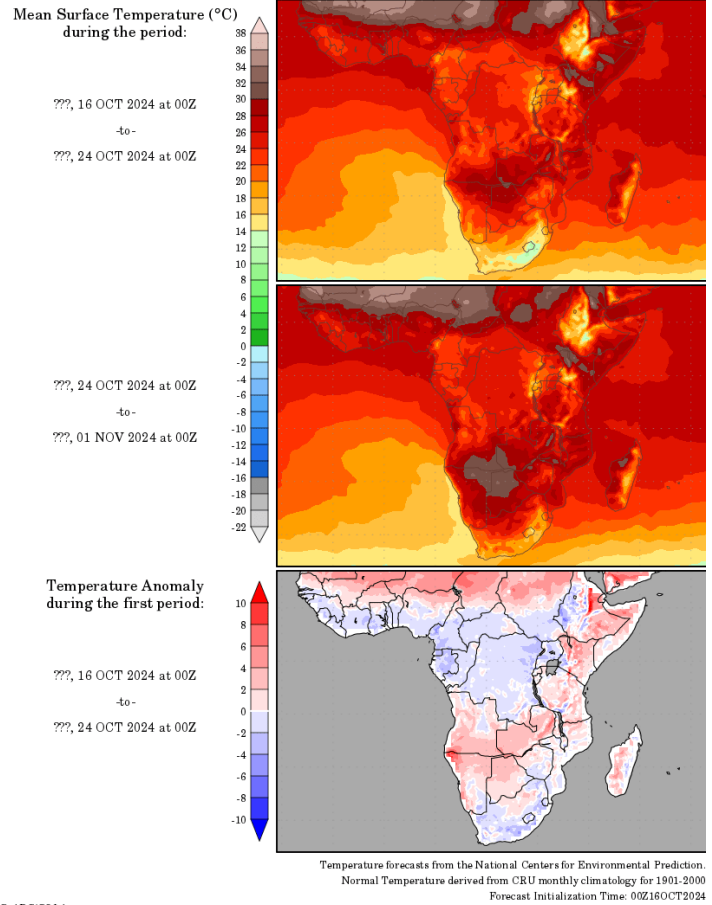 Mean Surface Temperature (°C)
during the period:
???, 16 OCT 2024 at 00Z
-to-
???, 24 OCT 2024 at 00Z
38
36
34
32
30
28
26
24
22
20
18
16
14
12
10
8
6
4
2
0
-2
-4
-6
-8
-10
-12
-14
-16
-18
-20
-22
???, 24 OCT 2024 at 00Z
-to-
???, 01 NOV 2024 at 00Z
Temperature Anomaly
during the first period:
10
8
6
4
2
0
-2
-4
-6
-8
-10
???, 16 OCT 2024 at 00Z
-to-
???, 24 OCT 2024 at 00Z
Temperature forecasts from the National Centers for Environmental Prediction.
Normal Temperature derived from CRU monthly climatology for 1901-2000
Forecast Initialization Time: 00Z16OCT2024